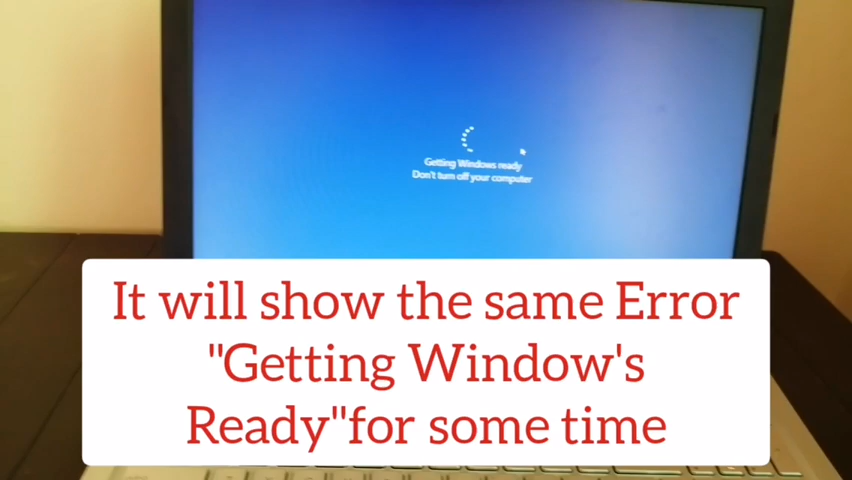 Getting Windows ready
Don't turn off your computer
It will show the same Error
"Getting Window's
Ready"for some time